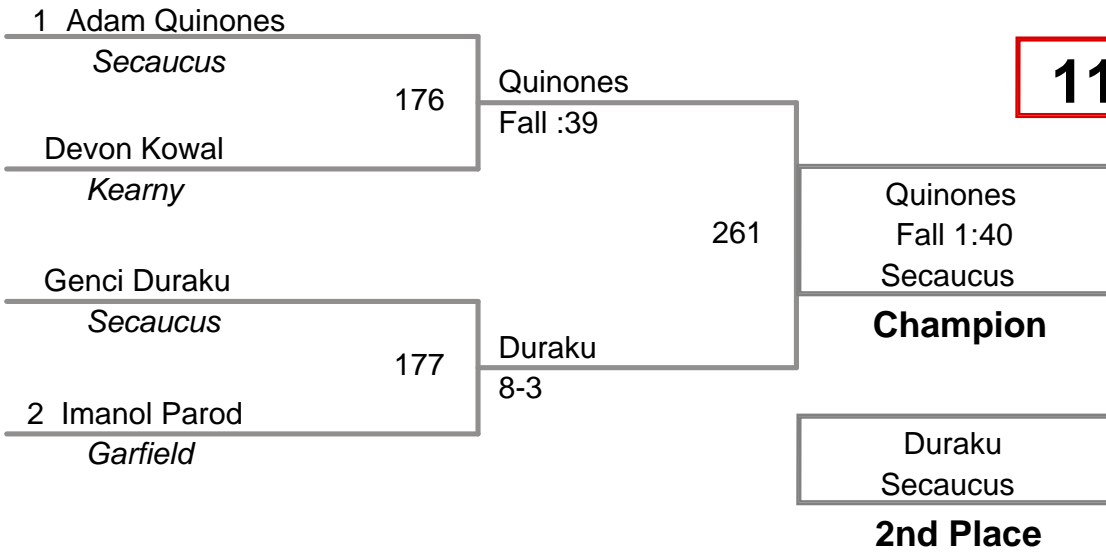 1 Adam Quinones
Secaucus
176
Devon Kowal
Kearny
Genci Duraku
Secaucus
177
2 Imanol Parod
Garfield
Quinones
Fall :39
261
Duraku
8-3
11
Quinones
Fall 1:40
Secaucus
Champion
Duraku
Secaucus
2nd Place